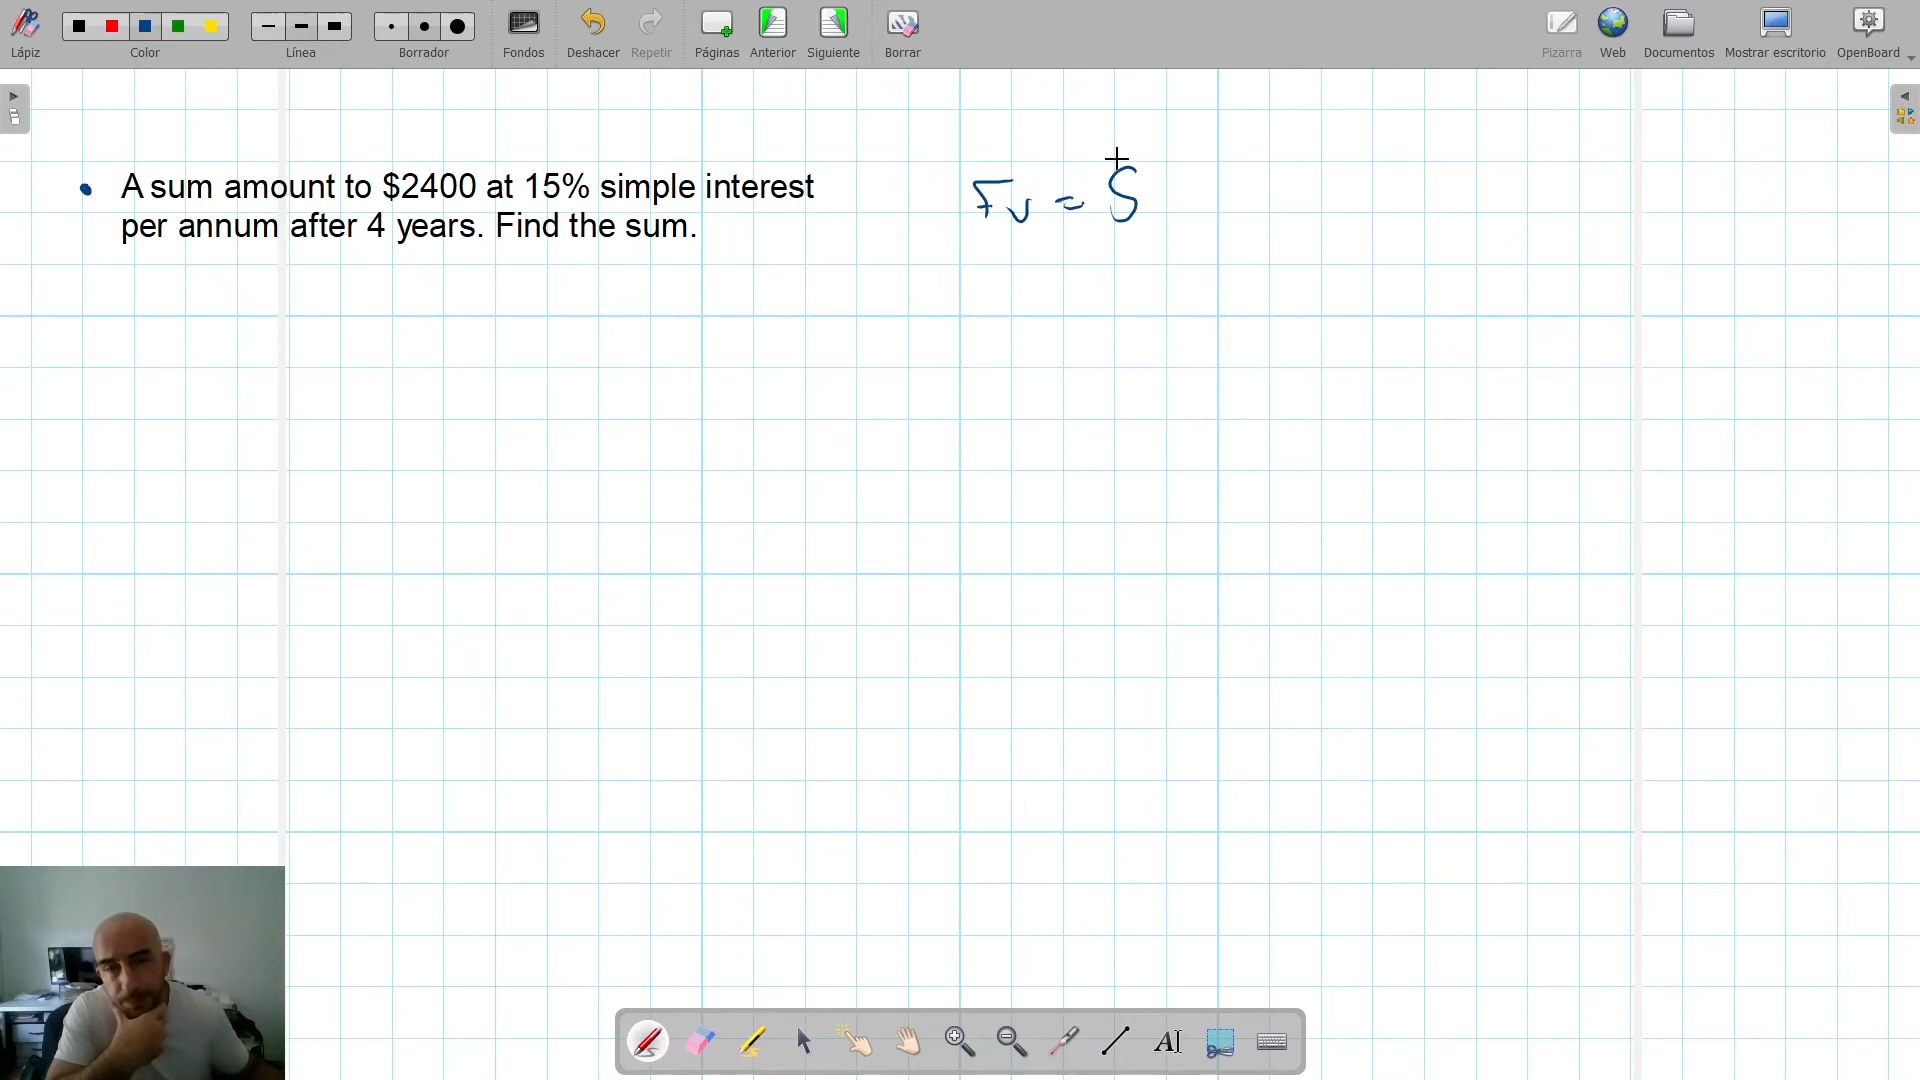 Lápiz Color Línea Borrador Fondos Deshacer Repetir Páginas Anterior Siguiente Borrar Pizarra Web Documentos Mostrar escritorio OpenBoard
• A sum amount to $2400 at 15% simple interest
per annum after 4 years. Find the sum.
Fv = S
A